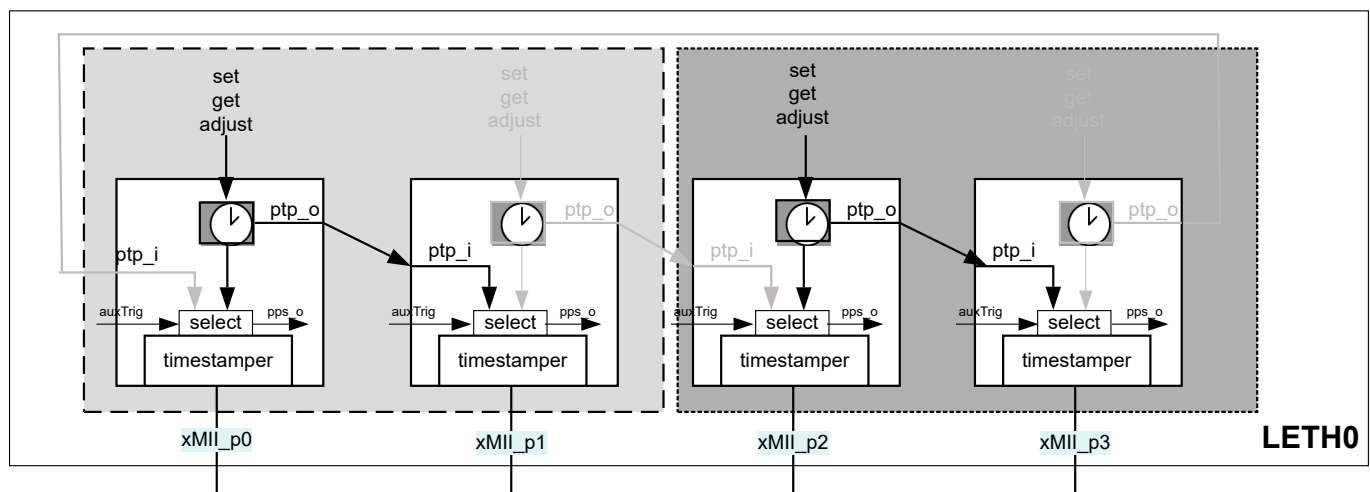 set
get
adjust
set
get
adjust
set
get
adjust
set
get
adjust
ptp_o
ptp_o
ptp_o
ptp_o
ptp_i
ptp_i
ptp_i
ptp_i
auxTrig
select
pps_o
auxTrig
select
pps_o
auxTrig
select
pps_o
auxTrig
select
pps_o
timestamper
timestamper
timestamper
timestamper
xMII_p0
xMII_p1
xMII_p2
xMII_p3
LETH0